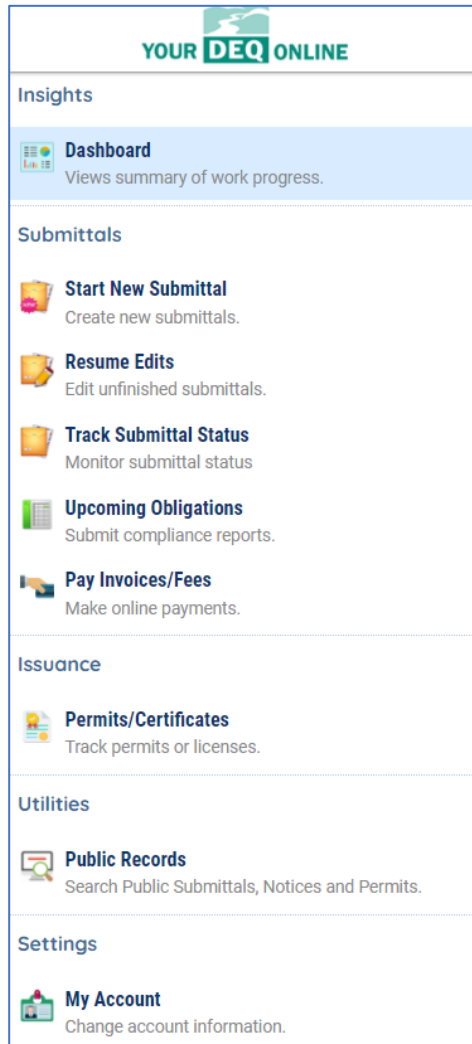 YOUR DEQ ONLINE
Insights
Dashboard
Views summary of work progress.
Submittals
Start New Submittal
Create new submittals.
Resume Edits
Edit unfinished submittals.
Track Submittal Status
Monitor submittal status
Upcoming Obligations
Submit compliance reports.
Pay Invoices/Fees
Make online payments.
Issuance
Permits/Certificates
Track permits or licenses.
Utilities
Public Records
Search Public Submittals, Notices and Permits.
Settings
My Account
Change account information.